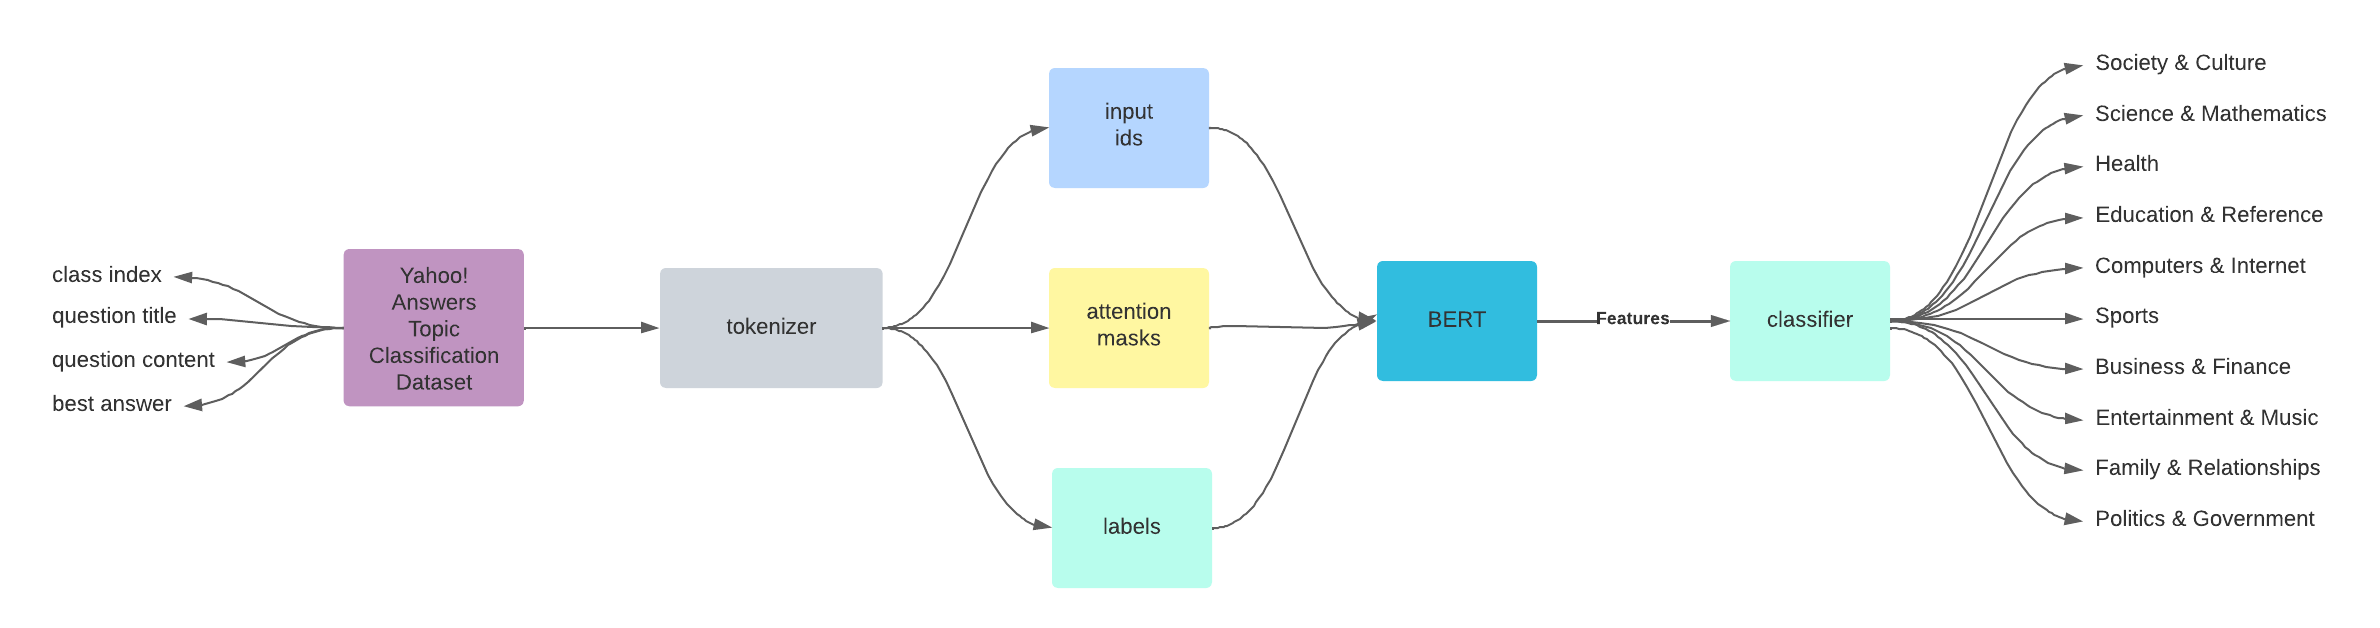 class index
question title
question content
best answer
Yahoo!
Answers
Topic
Classification
Dataset
tokenizer
input
ids
attention
masks
labels
BERT
Features
classifier
Society & Culture
Science & Mathematics
Health
Education & Reference
Computers & Internet
Sports
Business & Finance
Entertainment & Music
Family & Relationships
Politics & Government